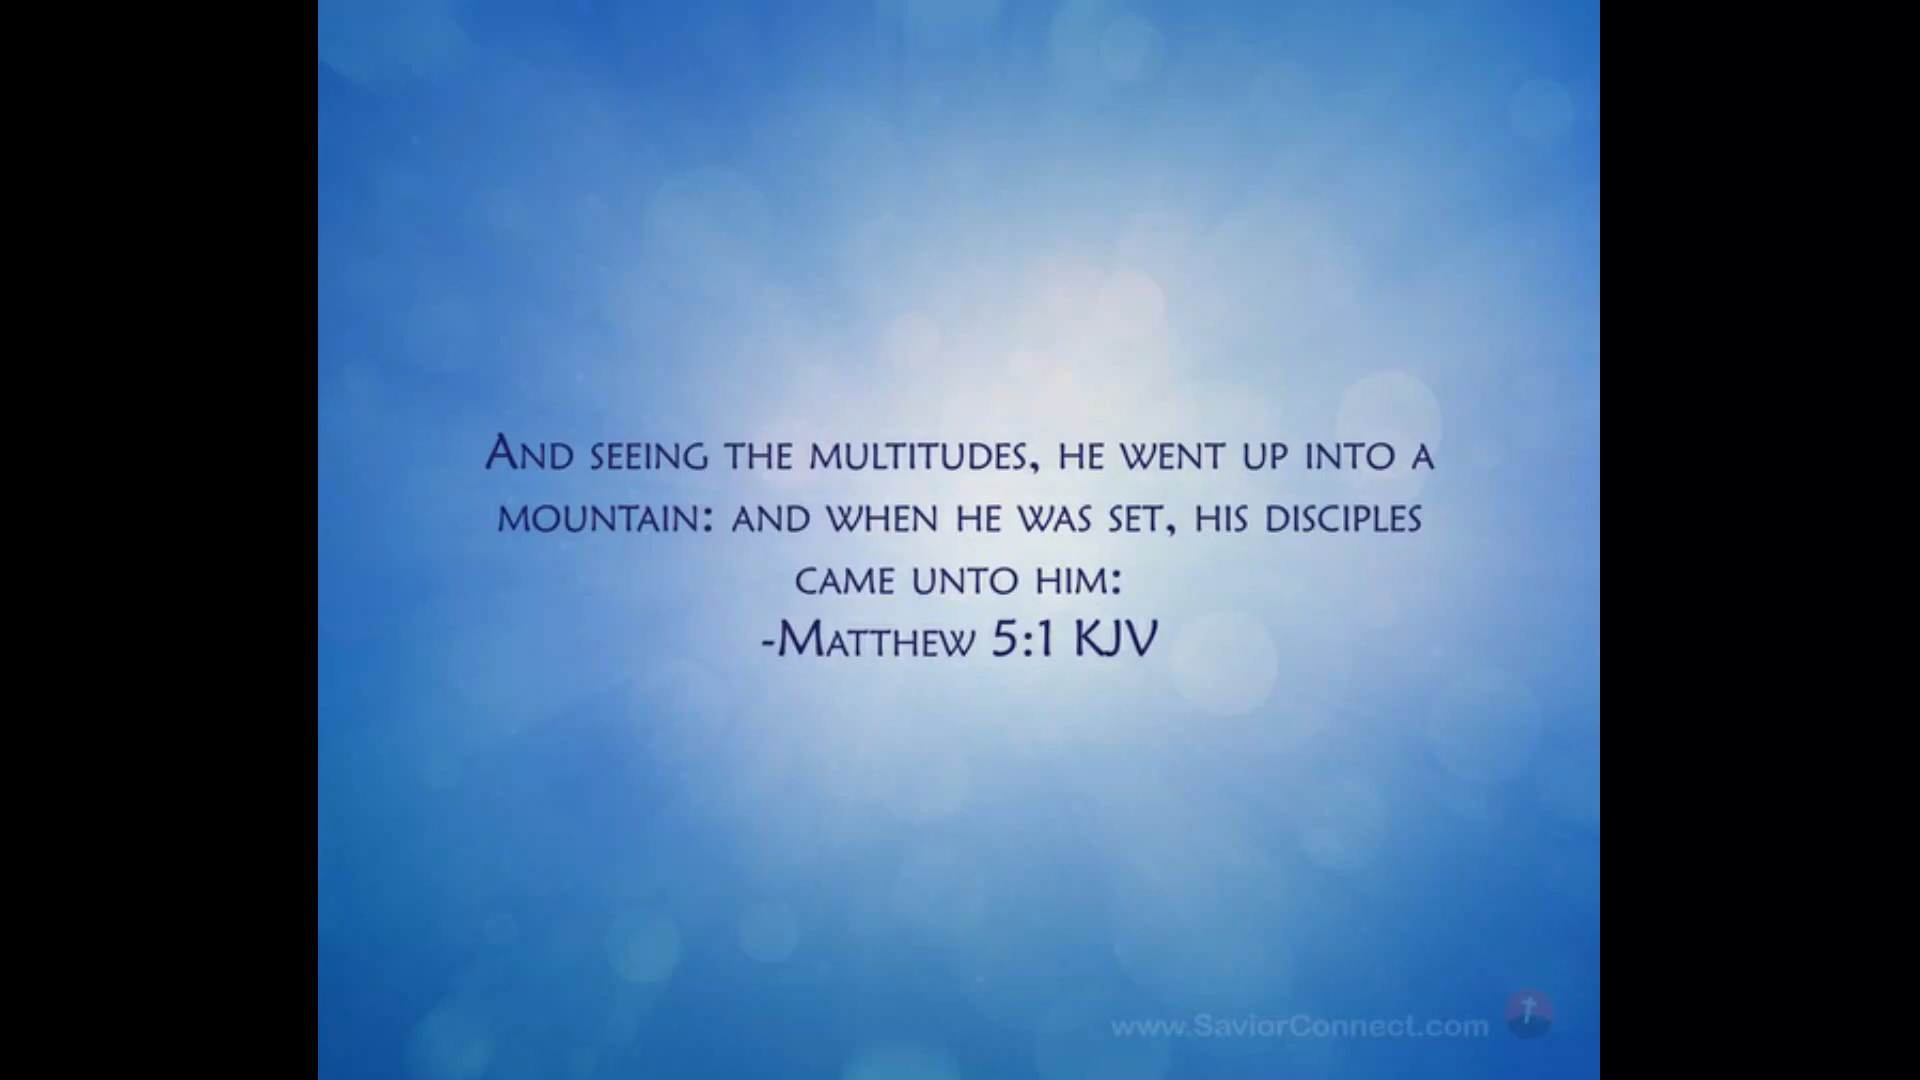 And seeing the multitudes, he went up into a
mountain: and when he was set, his disciples
came unto him:
-Matthew 5:1 KJV
www.SaviorConnect.com